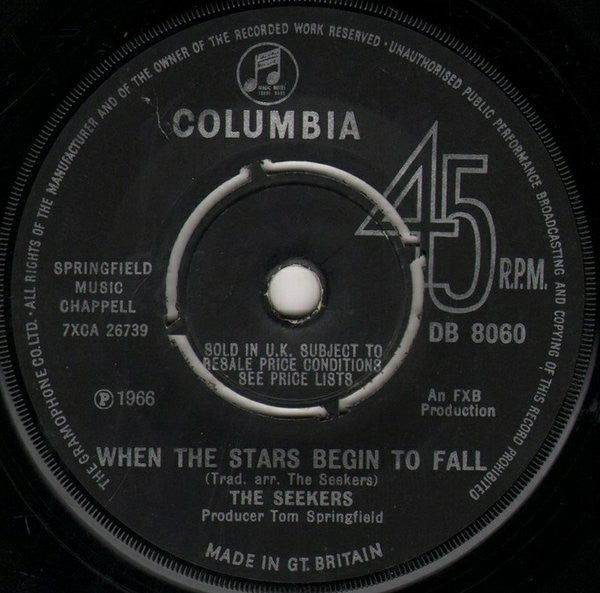 THE GRAMOPHONE CO. LTD. · ALL RIGHTS OF THE MANUFACTURER AND OF THE OWNER OF THE RECORDED WORK RESERVED · UNAUTHORISED PUBLIC PERFORMANCE BROADCASTING AND COPYING OF THIS RECORD PROHIBITED
COLUMBIA
45
R.P.M.
SPRINGFIELD
MUSIC
CHAPPELL
7XCA 26739
DB 8060
SOLD IN U.K. SUBJECT TO
RESALE PRICE CONDITIONS,
SEE PRICE LISTS
℗ 1966
An FXB
Production
WHEN THE STARS BEGIN TO FALL
(Trad. arr. The Seekers)
THE SEEKERS
Producer Tom Springfield
MADE IN GT. BRITAIN